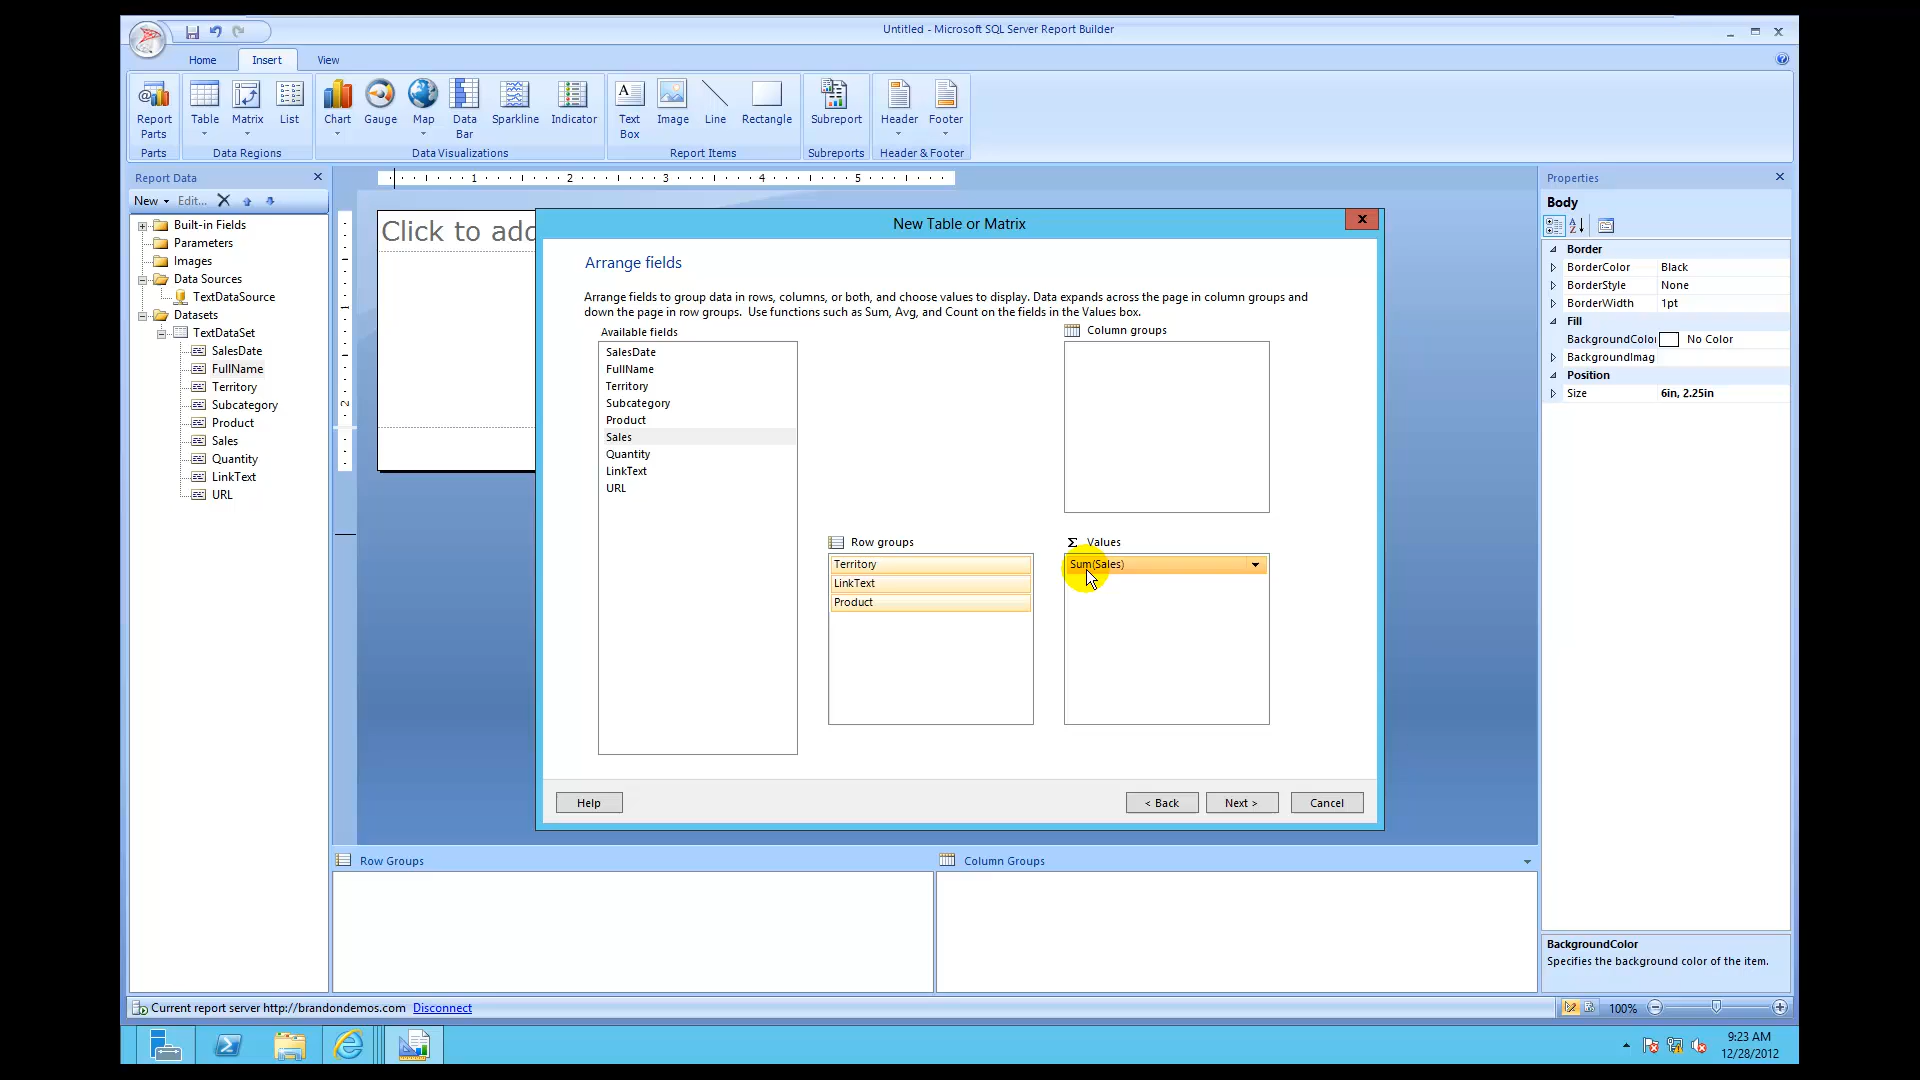 Untitled - Microsoft SQL Server Report Builder
Home Insert View
Report Parts
Table
Matrix
List
Chart
Gauge
Map
Data Bar
Sparkline
Indicator
Text Box
Image
Line
Rectangle
Subreport
Header
Footer
Parts
Data Regions
Data Visualizations
Report Items
Subreports
Header & Footer
Report Data
New Edit...
Built-in Fields
Parameters
Images
Data Sources
TextDataSource
Datasets
TextDataSet
SalesDate
FullName
Territory
Subcategory
Product
Sales
Quantity
LinkText
URL
1 2 3 4 5
1
2
Click to add
New Table or Matrix
Arrange fields
Arrange fields to group data in rows, columns, or both, and choose values to display. Data expands across the page in column groups and
down the page in row groups. Use functions such as Sum, Avg, and Count on the fields in the Values box.
Available fields
SalesDate
FullName
Territory
Subcategory
Product
Sales
Quantity
LinkText
URL
Column groups
Row groups
Territory
LinkText
Product
Σ Values
Sum(Sales)
Help
< Back
Next >
Cancel
Properties
Body
Border
BorderColor Black
BorderStyle None
BorderWidth 1pt
Fill
BackgroundColor No Color
BackgroundImag
Position
Size 6in, 2.25in
BackgroundColor
Specifies the background color of the item.
Row Groups
Column Groups
Current report server http://brandondemos.com Disconnect
100%
9:23 AM
12/28/2012